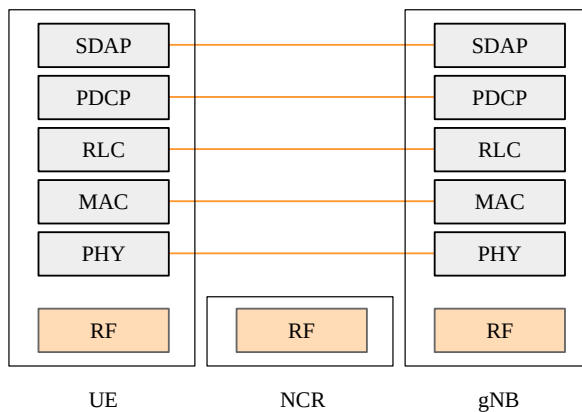 SDAP SDAP
PDCP PDCP
RLC RLC
MAC MAC
PHY PHY
RF RF RF
UE NCR gNB